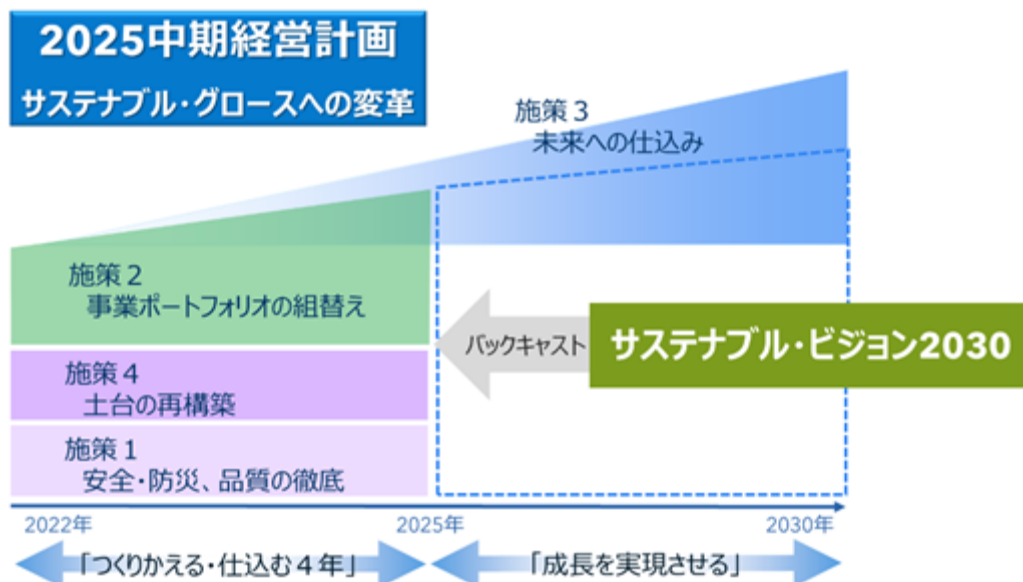 2025中期経営計画
サステナブル・グロースへの変革
施策３
未来への仕込み
施策２
事業ポートフォリオの組替え
バックキャスト
サステナブル・ビジョン2030
施策４
土台の再構築
施策１
安全・防災、品質の徹底
2022年
2025年
2030年
「つくりかえる・仕込む４年」
「成長を実現させる」